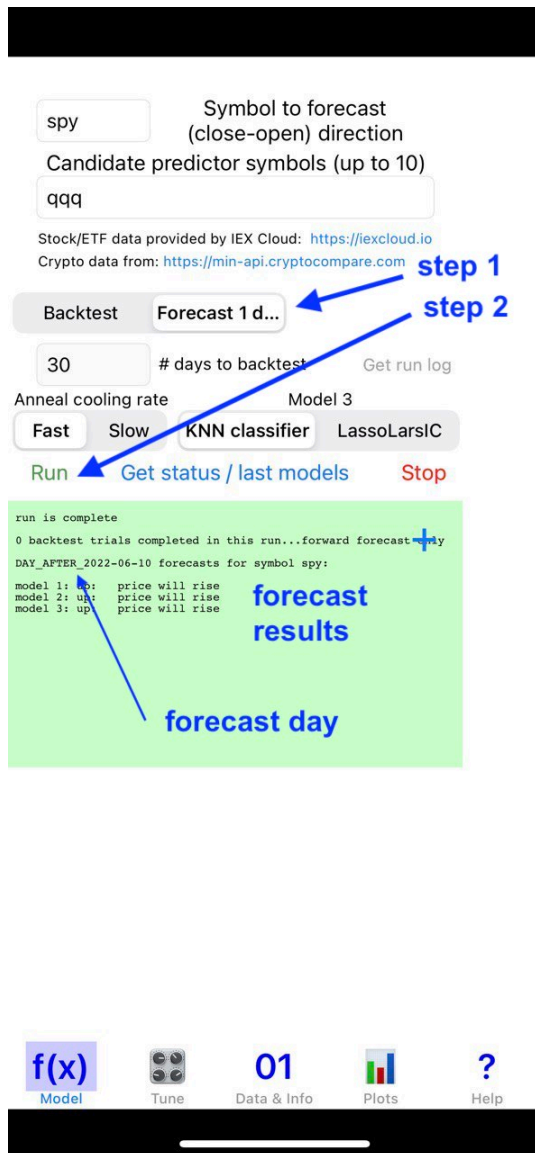 spy
Symbol to forecast
(close-open) direction
Candidate predictor symbols (up to 10)
qqq
Stock/ETF data provided by IEX Cloud: https://iexcloud.io
Crypto data from: https://min-api.cryptocompare.com
step 1
Backtest Forecast 1 d...
step 2
30 # days to backtest Get run log
Anneal cooling rate Model 3
Fast Slow KNN classifier LassoLarsIC
Run Get status / last models Stop
run is complete
0 backtest trials completed in this run...forward forecast only
DAY_AFTER_2022-06-10 forecasts for symbol spy:
model 1: up: price will rise
model 2: up: price will rise
model 3: up: price will rise
forecast
results
forecast day
f(x) 01 ?
Model Tune Data & Info Plots Help